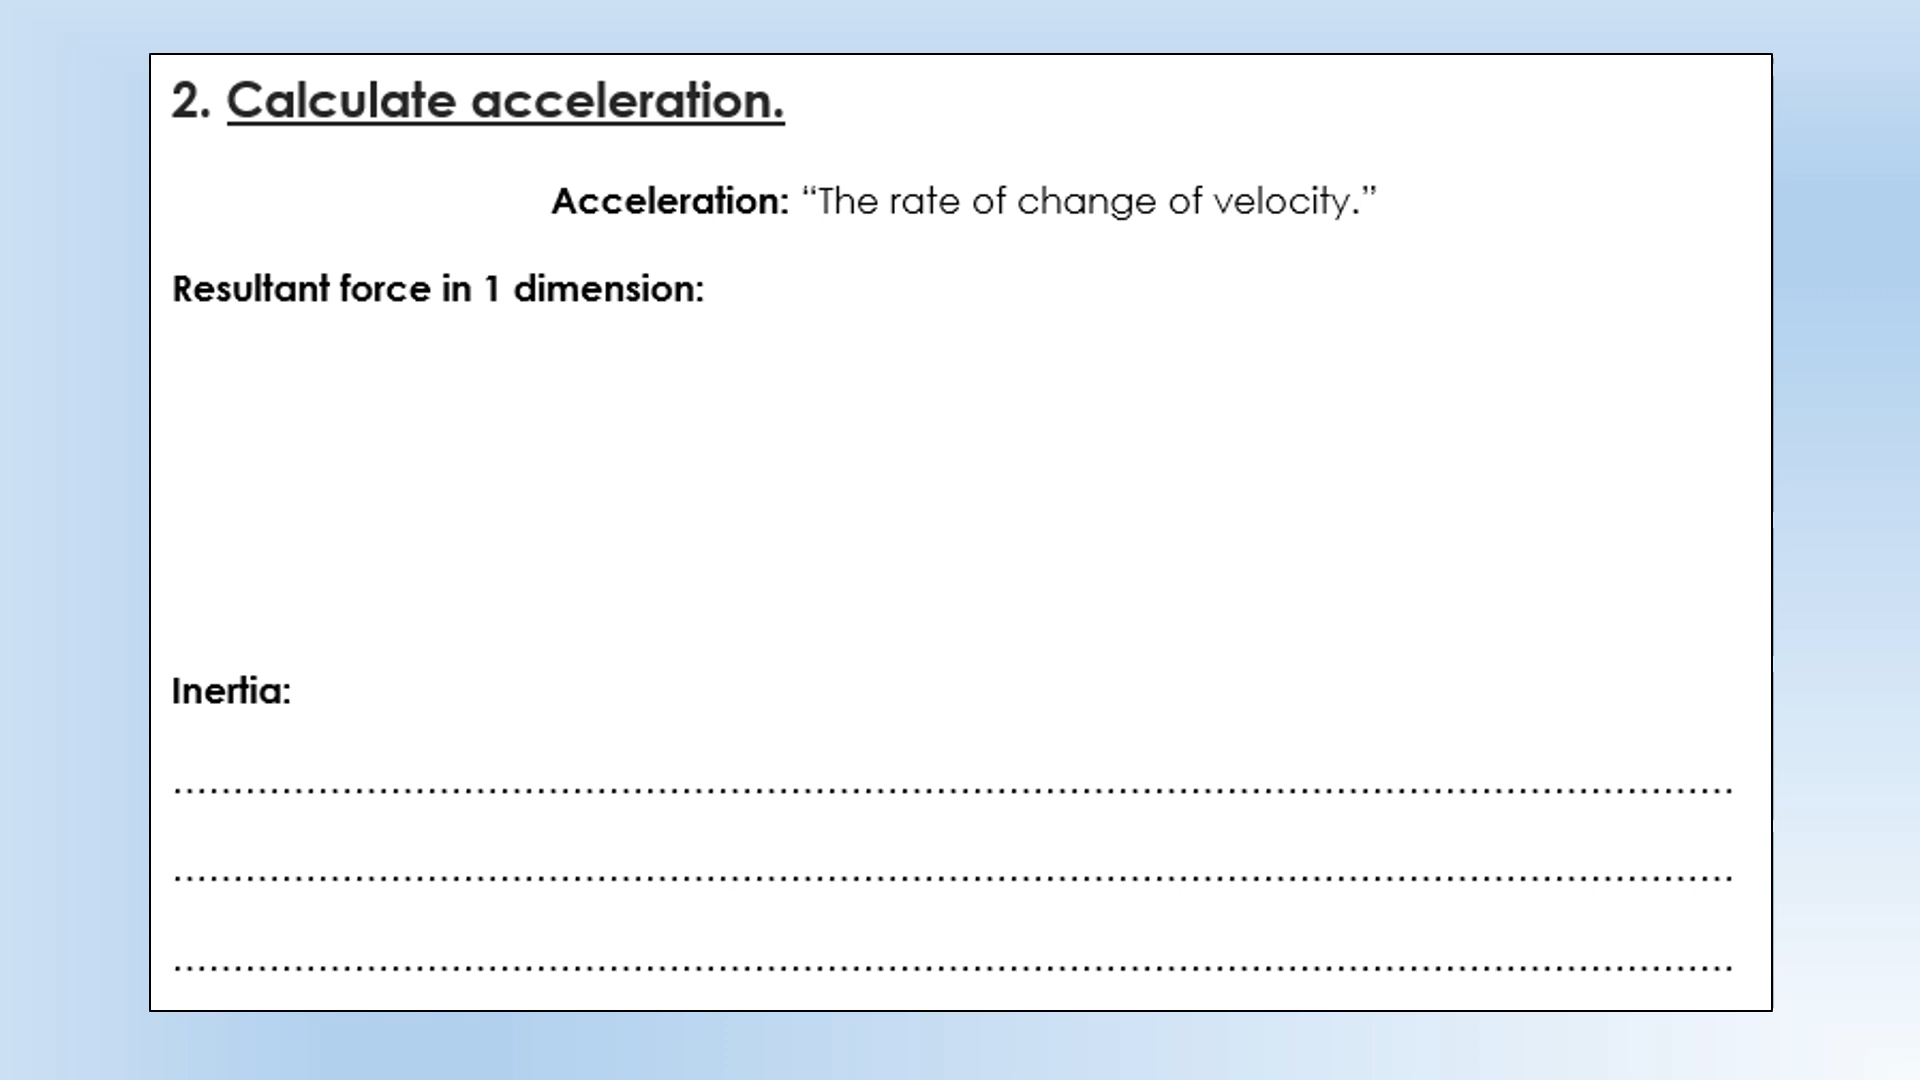 2. Calculate acceleration.
Acceleration: “The rate of change of velocity.”
Resultant force in 1 dimension:
Inertia: